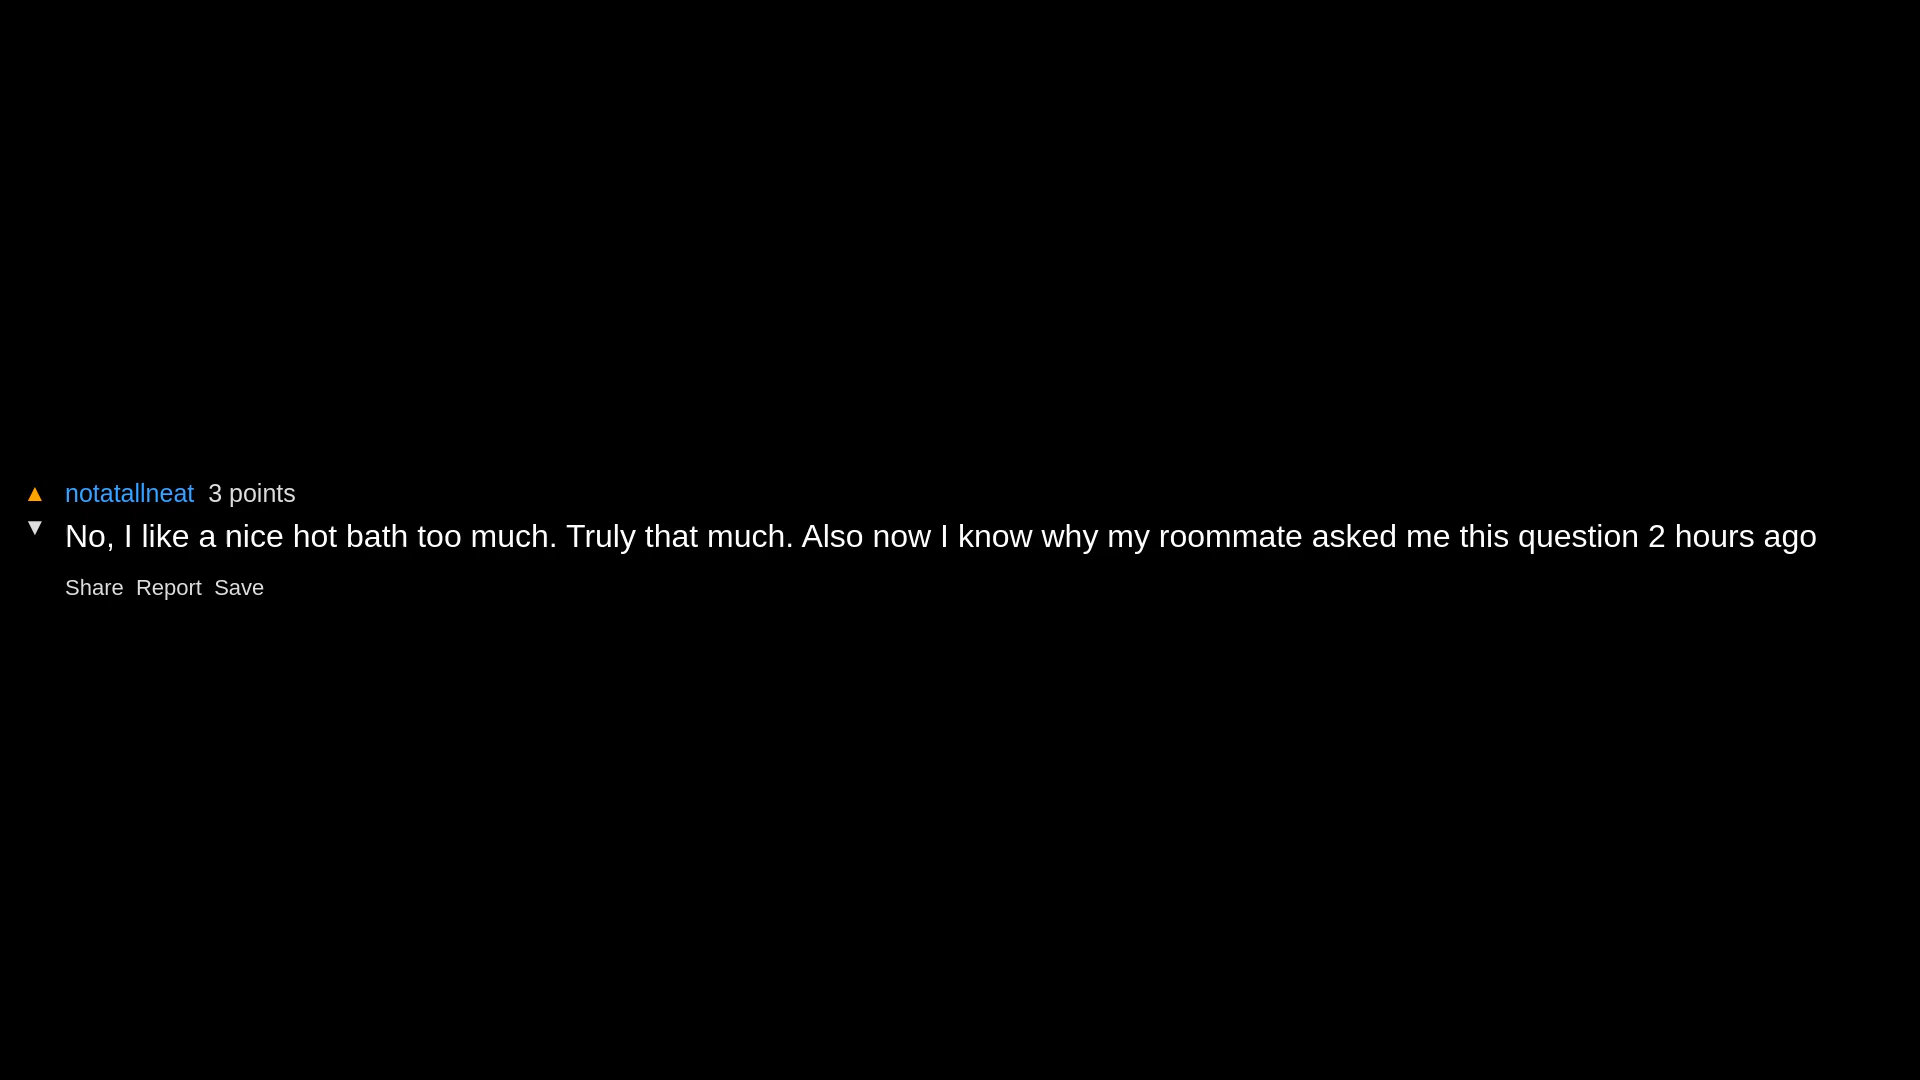 ▲ notatallneat 3 points
▼ No, I like a nice hot bath too much. Truly that much. Also now I know why my roommate asked me this question 2 hours ago
Share Report Save